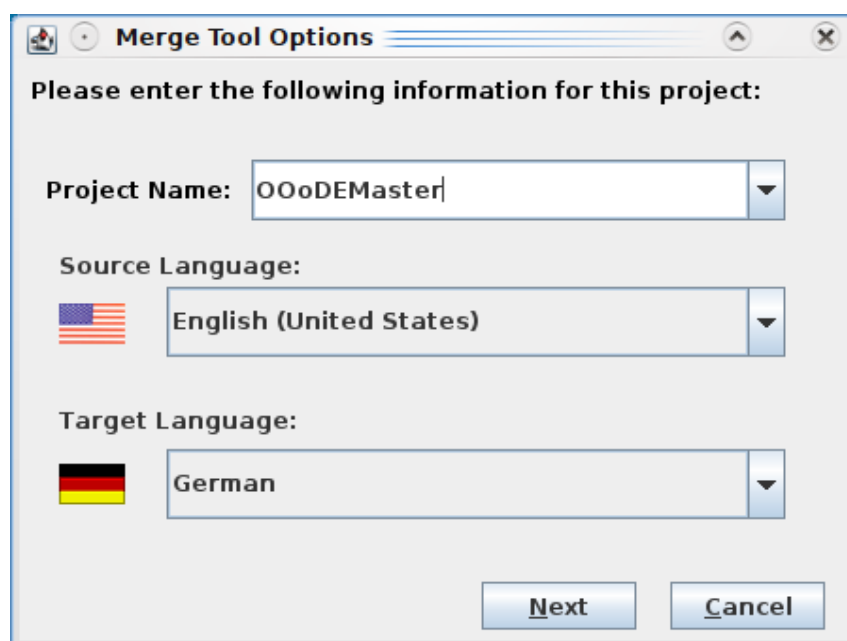 Merge Tool Options
Please enter the following information for this project:
Project Name: OOoDEMaster
Source Language:
English (United States)
Target Language:
German
Next Cancel